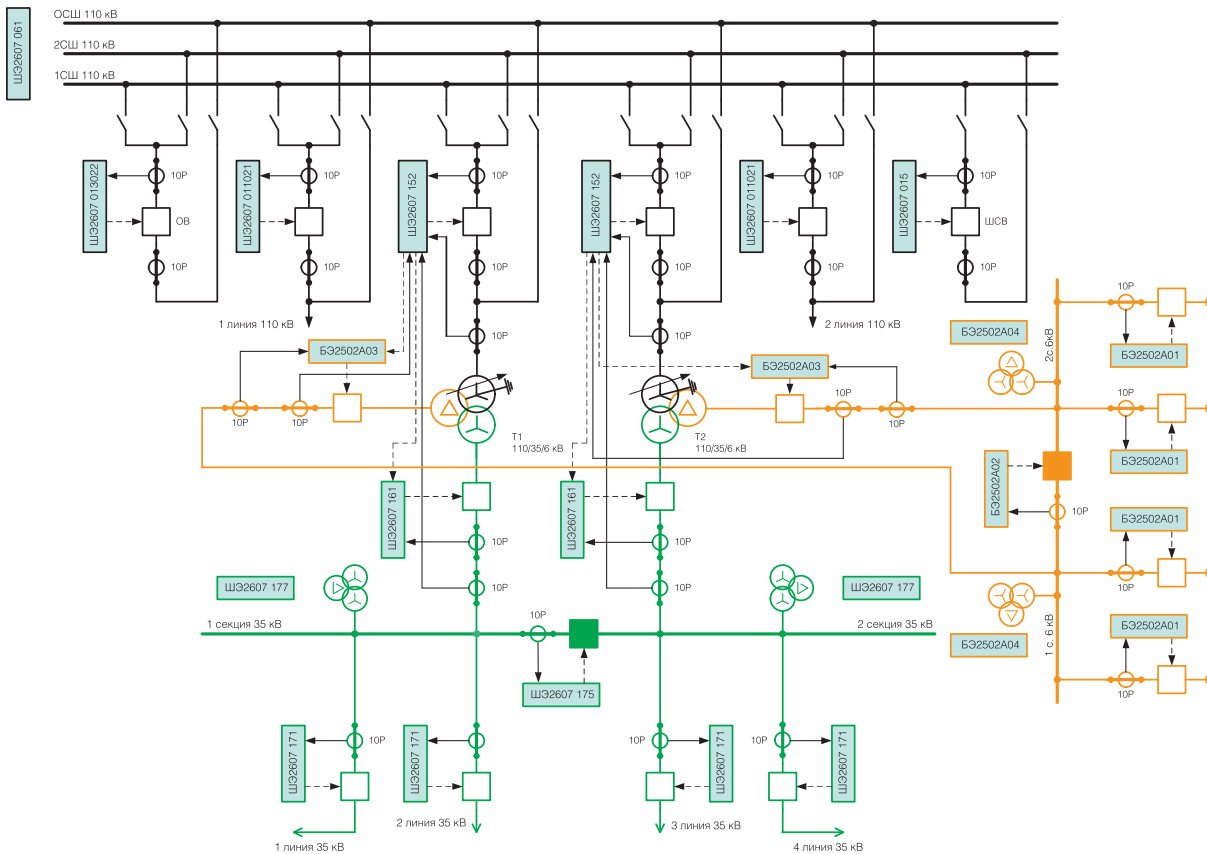 ОСШ 110 кВ
2СШ 110 кВ
1СШ 110 кВ
ШЭ2607 061
ШЭ2607 013022
10Р
ОВ
10Р
ШЭ2607 011021
10Р
10Р
1 линия 110 кВ
ШЭ2607 152
10Р
10Р
10Р
ШЭ2607 152
10Р
10Р
10Р
ШЭ2607 011021
10Р
10Р
2 линия 110 кВ
ШЭ2607 015
10Р
ШСВ
10Р
БЭ2502А03
10Р
10Р
Т1
110/35/6 кВ
БЭ2502А03
10Р
10Р
Т2
110/35/6 кВ
БЭ2502А04
2с.6кВ
10Р
БЭ2502А01
10Р
БЭ2502А01
БЭ2502А02
10Р
БЭ2502А01
10Р
БЭ2502А04
1 с. 6 кВ
БЭ2502А01
10Р
ШЭ2607 161
10Р
10Р
ШЭ2607 161
10Р
10Р
ШЭ2607 177
ШЭ2607 177
1 секция 35 кВ
10Р
2 секция 35 кВ
ШЭ2607 175
ШЭ2607 171
10Р
ШЭ2607 171
10Р
10Р
ШЭ2607 171
10Р
ШЭ2607 171
1 линия 35 кВ
2 линия 35 кВ
3 линия 35 кВ
4 линия 35 кВ